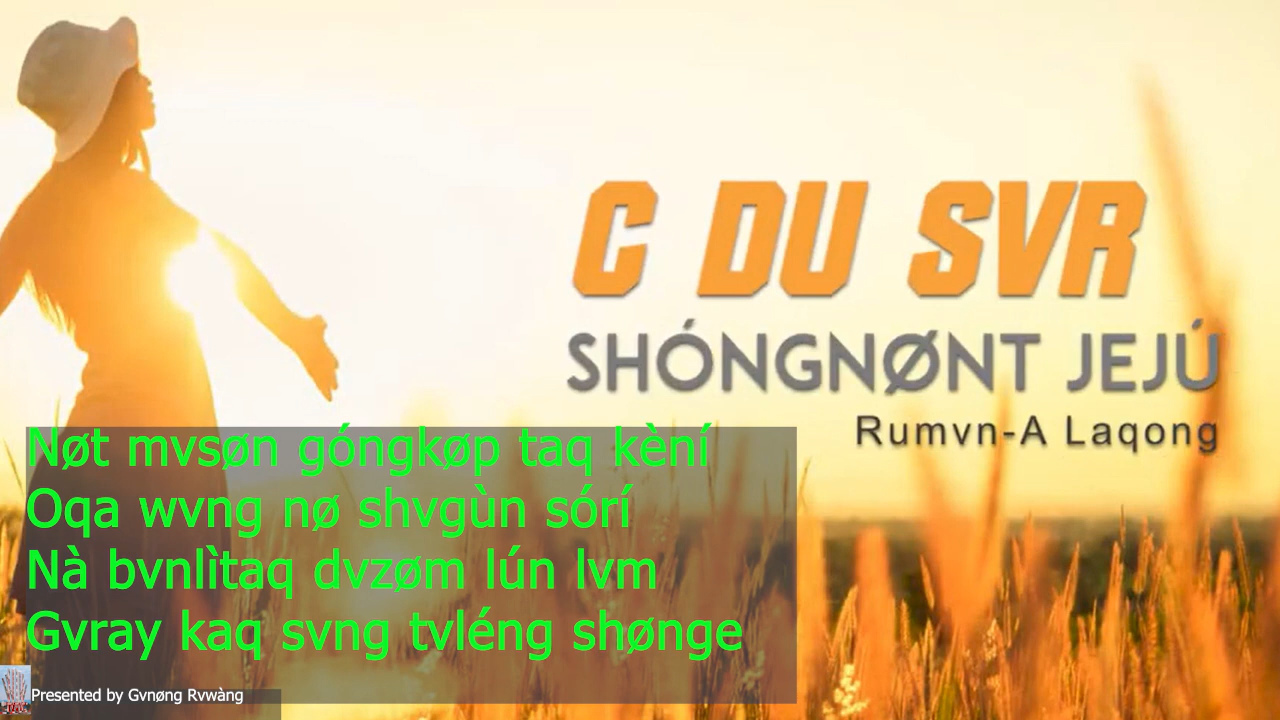 C DU SVR
SHÓNGNØNT JEJÚ
Rumvn-A Laqong
Nøt mvsøn góngkøp taq kèní
Oqa wvng nø shvgùn sórí
Nà bvnlìtaq dvzøm lún lvm
Gvray kaq svng tvléng shønge
Presented by Gvnøng Rvwàng